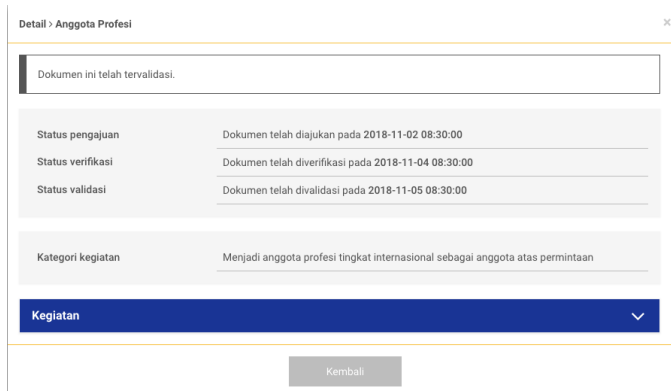 Detail > Anggota Profesi
×
Dokumen ini telah tervalidasi.
Status pengajuan Dokumen telah diajukan pada 2018-11-02 08:30:00
Status verifikasi Dokumen telah diverifikasi pada 2018-11-04 08:30:00
Status validasi Dokumen telah divalidasi pada 2018-11-05 08:30:00
Kategori kegiatan Menjadi anggota profesi tingkat internasional sebagai anggota atas permintaan
Kegiatan
Kembali